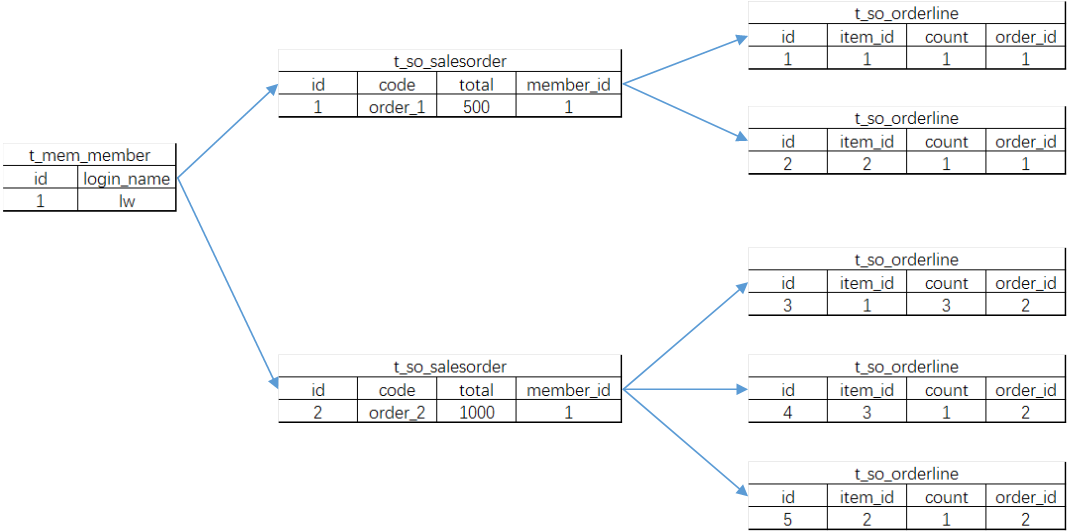 t_mem_member
id login_name
1 lw
t_so_salesorder
id code total member_id
1 order_1 500 1
t_so_orderline
id item_id count order_id
1 1 1 1
t_so_orderline
id item_id count order_id
2 2 1 1
t_so_salesorder
id code total member_id
2 order_2 1000 1
t_so_orderline
id item_id count order_id
3 1 3 2
t_so_orderline
id item_id count order_id
4 3 1 2
t_so_orderline
id item_id count order_id
5 2 1 2